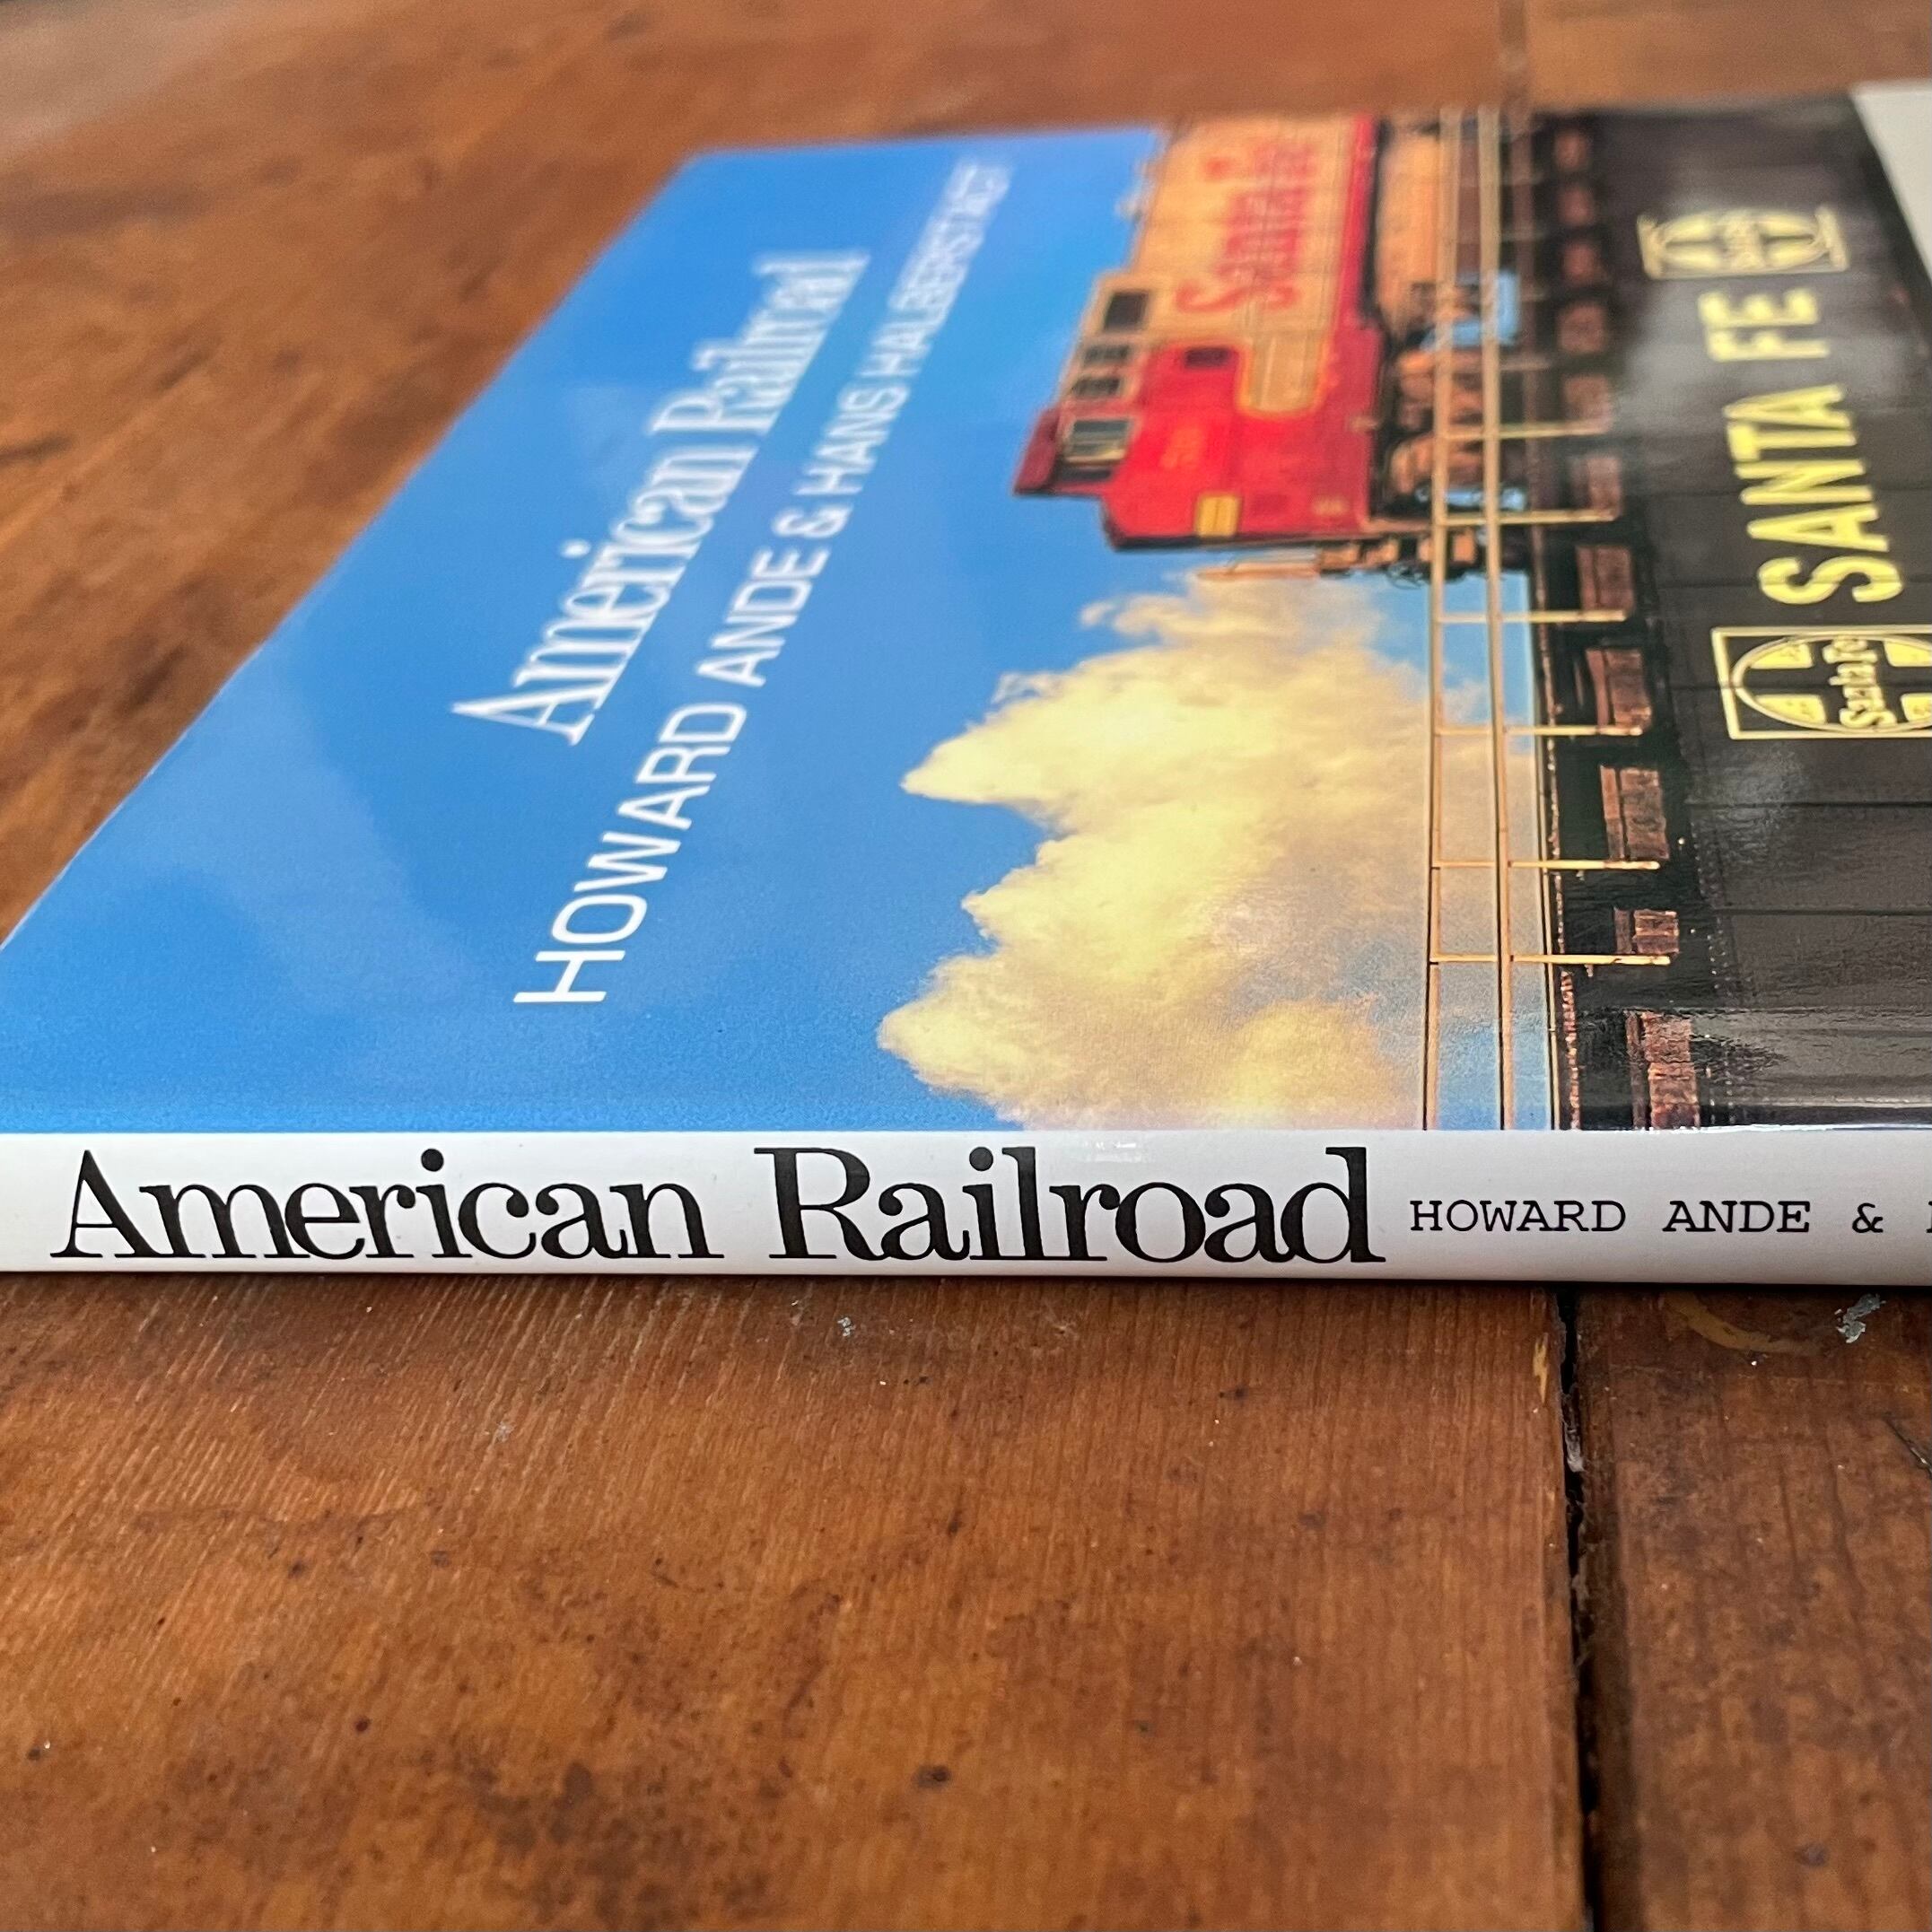 American Railroad
HOWARD ANDE & HANS HALBERSTADT
Santa Fe
SANTA FE
Santa Fe
American Railroad HOWARD ANDE &